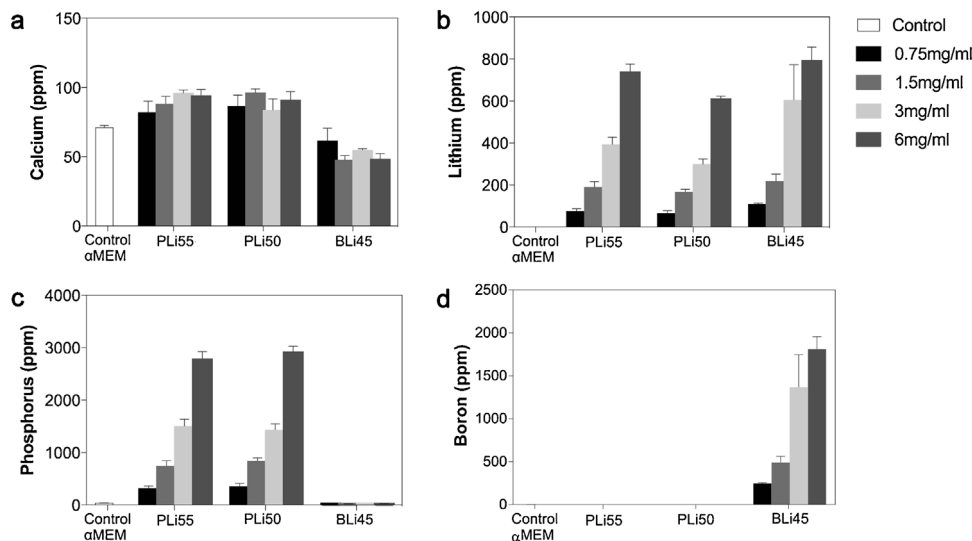 a
150
100
50
0
Calcium (ppm)
Control
αMEM
PLi55
PLi50
BLi45
b
1000
800
600
400
200
0
Lithium (ppm)
Control
αMEM
PLi55
PLi50
BLi45
Control
0.75mg/ml
1.5mg/ml
3mg/ml
6mg/ml
c
4000
3000
2000
1000
0
Phosphorus (ppm)
Control
αMEM
PLi55
PLi50
BLi45
d
2500
2000
1500
1000
500
0
Boron (ppm)
Control
αMEM
PLi55
PLi50
BLi45